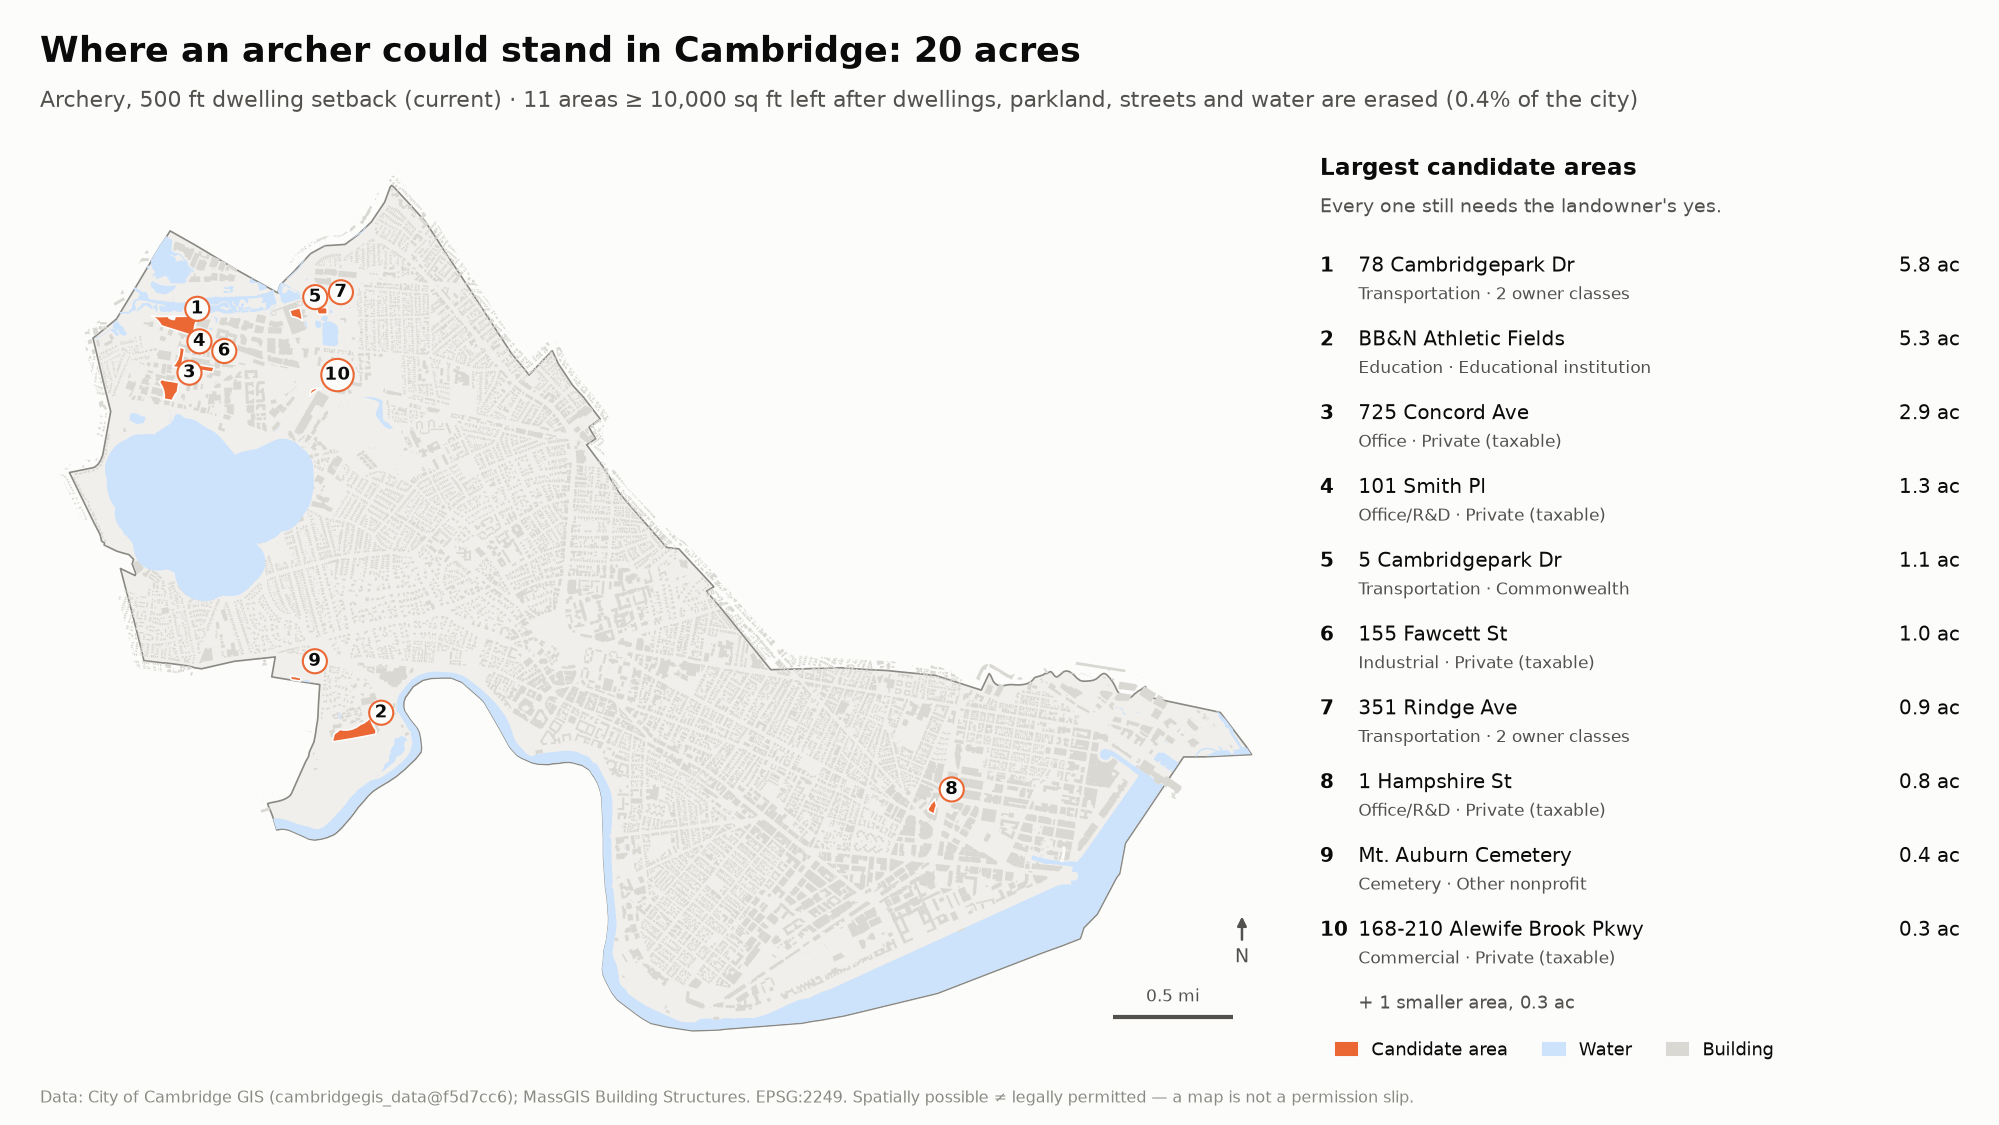 Where an archer could stand in Cambridge: 20 acres
Archery, 500 ft dwelling setback (current) · 11 areas ≥ 10,000 sq ft left after dwellings, parkland, streets and water are erased (0.4% of the city)
Largest candidate areas
Every one still needs the landowner's yes.
1 78 Cambridgepark Dr 5.8 ac
Transportation · 2 owner classes
2 BB&N Athletic Fields 5.3 ac
Education · Educational institution
3 725 Concord Ave 2.9 ac
Office · Private (taxable)
4 101 Smith Pl 1.3 ac
Office/R&D · Private (taxable)
5 5 Cambridgepark Dr 1.1 ac
Transportation · Commonwealth
6 155 Fawcett St 1.0 ac
Industrial · Private (taxable)
7 351 Rindge Ave 0.9 ac
Transportation · 2 owner classes
8 1 Hampshire St 0.8 ac
Office/R&D · Private (taxable)
9 Mt. Auburn Cemetery 0.4 ac
Cemetery · Other nonprofit
10 168-210 Alewife Brook Pkwy 0.3 ac
Commercial · Private (taxable)
+ 1 smaller area, 0.3 ac
Candidate area Water Building
1
5
7
4
6
3
10
9
2
8
N
0.5 mi
Data: City of Cambridge GIS (cambridgegis_data@f5d7cc6); MassGIS Building Structures. EPSG:2249. Spatially possible ≠ legally permitted — a map is not a permission slip.